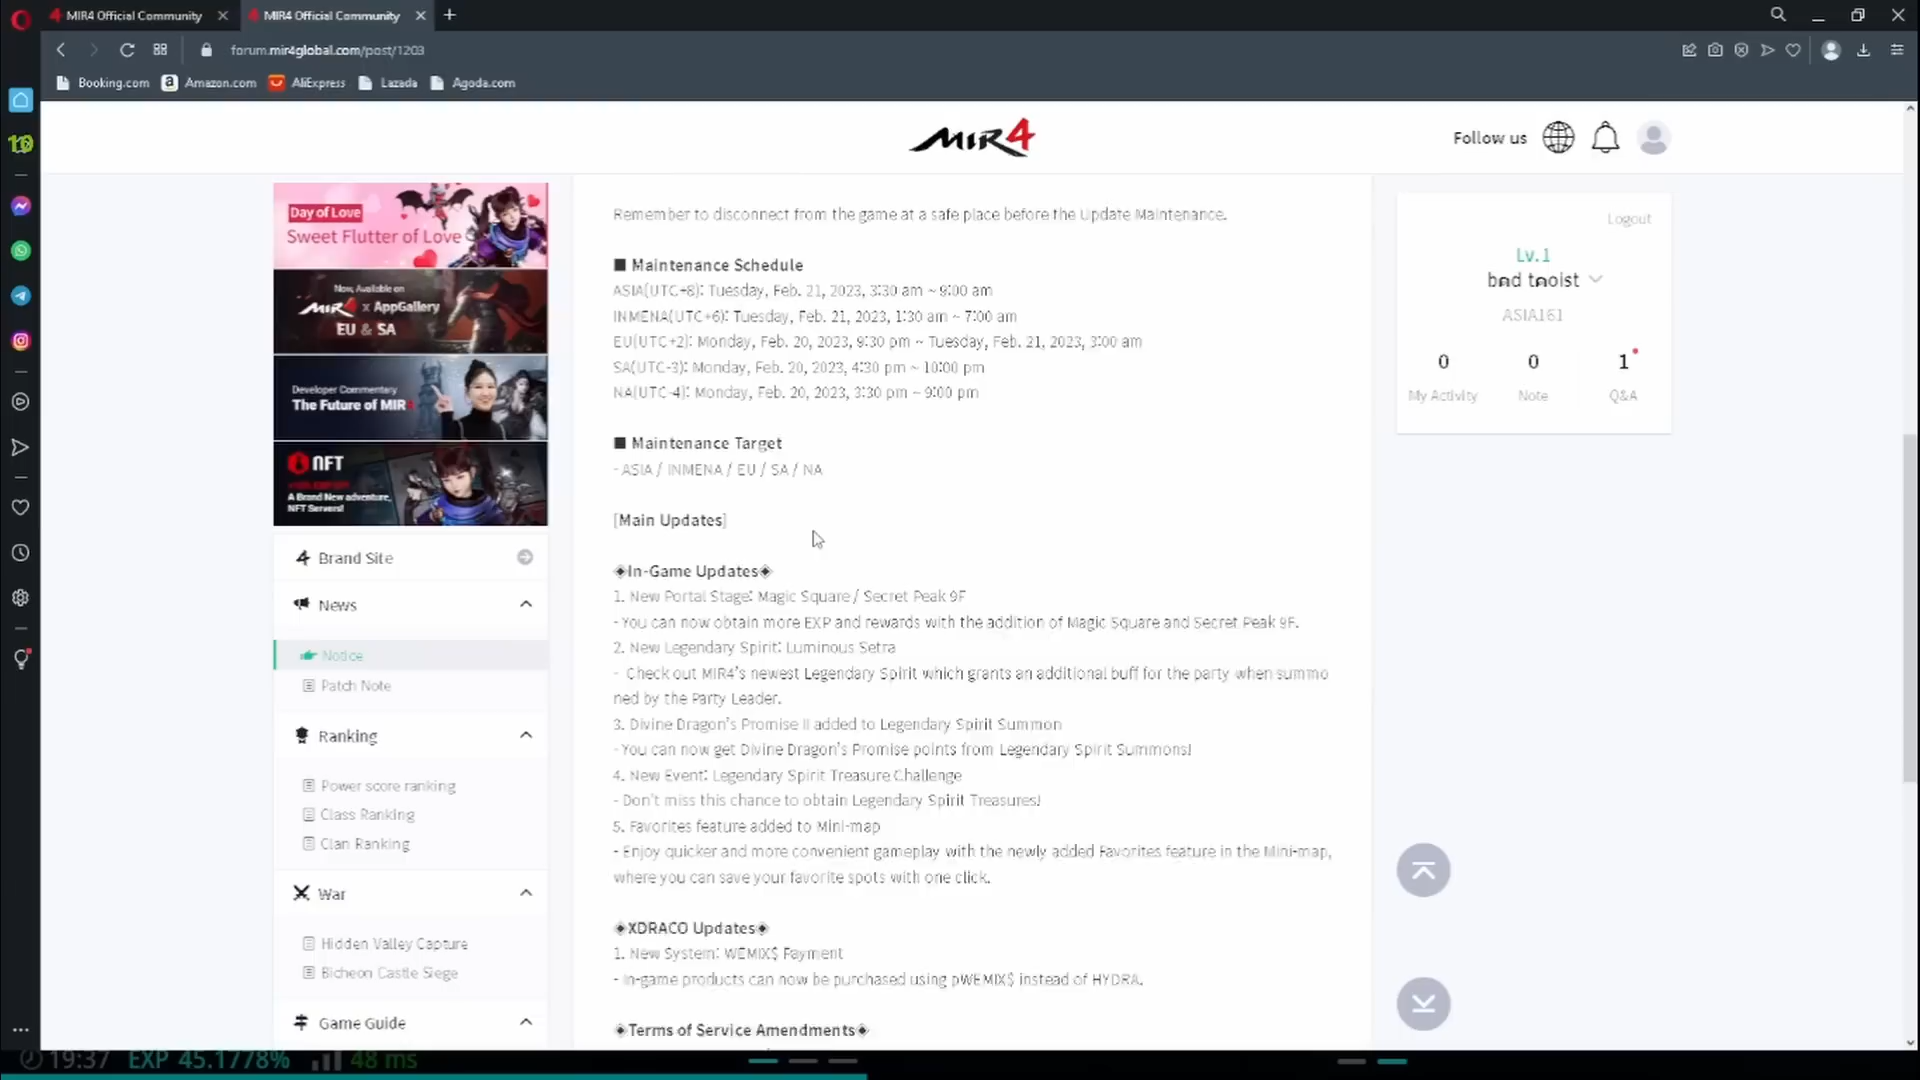 MIR4 Official Community
MIR4 Official Community
forum.mir4global.com/post/1203
Booking.com
Amazon.com
AliExpress
Lazada
Agoda.com
MIR4
Follow us
Day of Love
Sweet Flutter of Love
Now, Available on
MIR4 x AppGallery
EU & SA
Developer Commentary
The Future of MIR4
NFT
A Brand New adventure,
NFT Servers!
Brand Site
News
Notice
Patch Note
Ranking
Power score ranking
Class Ranking
Clan Ranking
War
Hidden Valley Capture
Bicheon Castle Siege
Game Guide
Remember to disconnect from the game at a safe place before the Update Maintenance.
■ Maintenance Schedule
ASIA(UTC+8): Tuesday, Feb. 21, 2023, 3:30 am ~ 9:00 am
INMENA(UTC+6): Tuesday, Feb. 21, 2023, 1:30 am ~ 7:00 am
EU(UTC+2): Monday, Feb. 20, 2023, 9:30 pm ~ Tuesday, Feb. 21, 2023, 3:00 am
SA(UTC-3): Monday, Feb. 20, 2023, 4:30 pm ~ 10:00 pm
NA(UTC-4): Monday, Feb. 20, 2023, 3:30 pm ~ 9:00 pm
■ Maintenance Target
- ASIA / INMENA / EU / SA / NA
[Main Updates]
◈In-Game Updates◈
1. New Portal Stage: Magic Square / Secret Peak 9F
- You can now obtain more EXP and rewards with the addition of Magic Square and Secret Peak 9F.
2. New Legendary Spirit: Luminous Setra
- Check out MIR4's newest Legendary Spirit which grants an additional buff for the party when summo
ned by the Party Leader.
3. Divine Dragon's Promise II added to Legendary Spirit Summon
- You can now get Divine Dragon's Promise points from Legendary Spirit Summons!
4. New Event: Legendary Spirit Treasure Challenge
- Don't miss this chance to obtain Legendary Spirit Treasures!
5. Favorites feature added to Mini-map
- Enjoy quicker and more convenient gameplay with the newly added Favorites feature in the Mini-map,
where you can save your favorite spots with one click.
◈XDRACO Updates◈
1. New System: WEMIX$ Payment
- In-game products can now be purchased using pWEMIX$ instead of HYDRA.
◈Terms of Service Amendments◈
Logout
Lv.1
bად tაoist
ASIA161
0 0 1
My Activity Note Q&A
19:37 EXP 45.1778% 48 ms